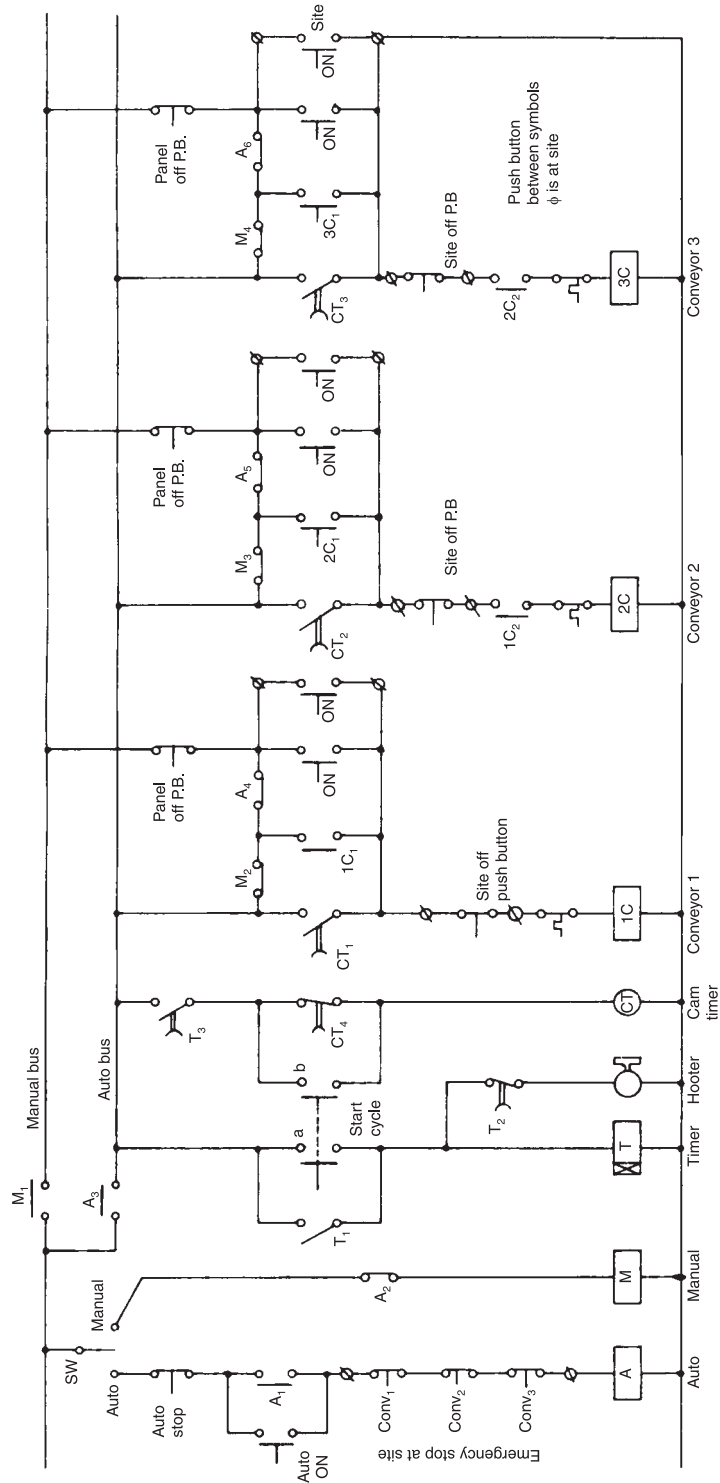 Manual bus
Auto bus
SW
M₁
A₃
Auto
Manual
Auto
stop
Auto
ON
A₁
Emergency stop at site
Conv₁
Conv₂
Conv₃
A
Auto
A₂
M
Manual
T₁
a
b
Start
cycle
T₂
T
Timer
Hooter
T₃
CT₄
CT
Cam
timer
Panel
off P.B.
M₂
A₄
CT₁
1C₁
ON
ON
Site off
push button
1C
Conveyor 1
Panel
off P.B.
M₃
A₅
CT₂
2C₁
ON
ON
Site off P.B
1C₂
2C
Conveyor 2
Panel
off P.B.
M₄
A₆
CT₃
3C₁
ON
ON
Site
Site off P.B
2C₂
3C
Conveyor 3
Push button
between symbols
ϕ is at site